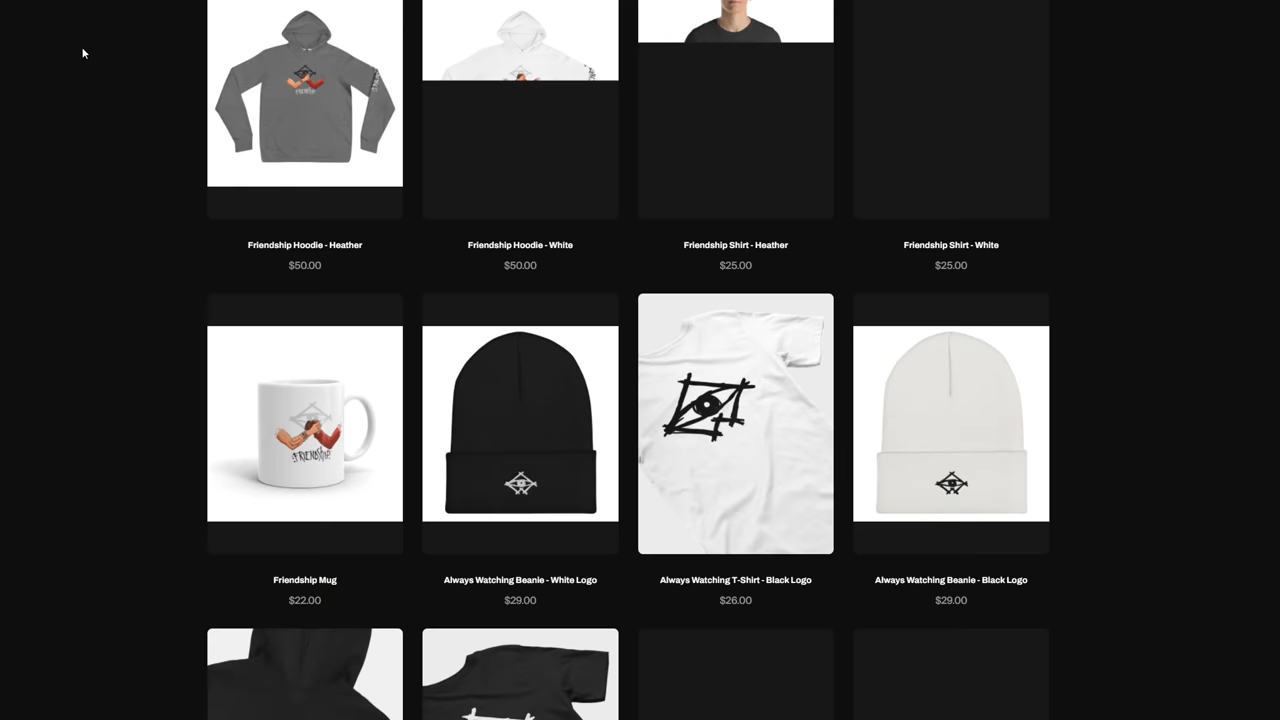 Friendship Hoodie - Heather
$50.00
Friendship Hoodie - White
$50.00
Friendship Shirt - Heather
$25.00
Friendship Shirt - White
$25.00
FRIENDSHIP
Friendship Mug
$22.00
Always Watching Beanie - White Logo
$29.00
Always Watching T-Shirt - Black Logo
$26.00
Always Watching Beanie - Black Logo
$29.00